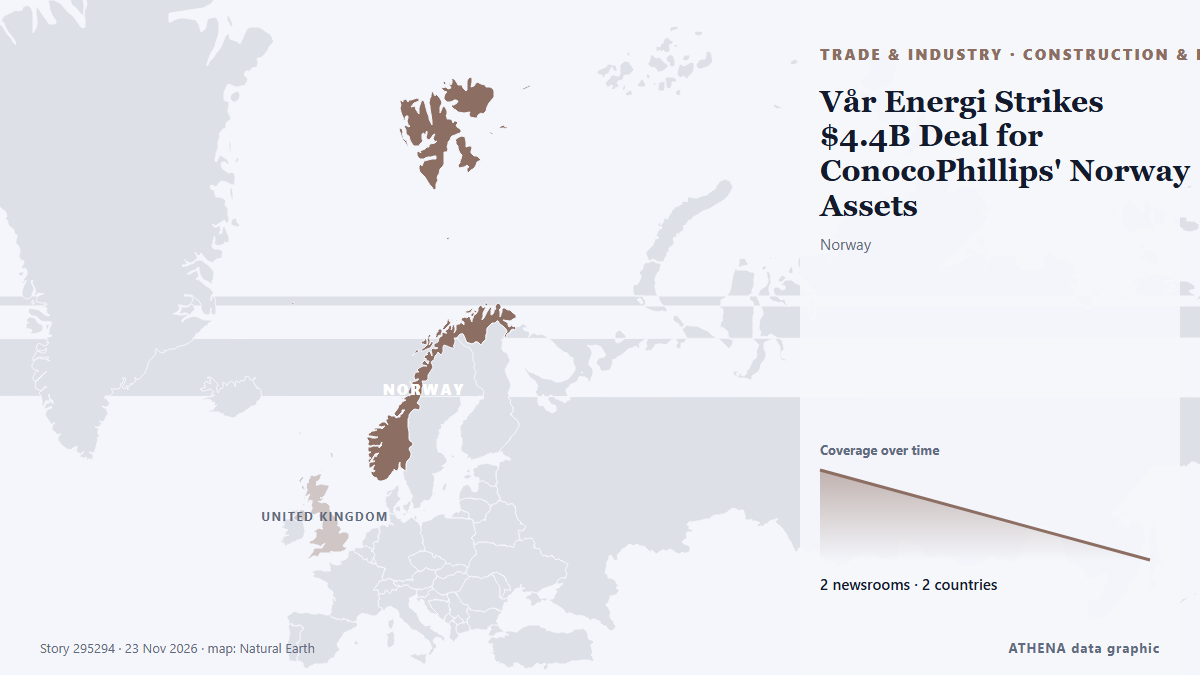 TRADE & INDUSTRY · CONSTRUCTION &
Vår Energi Strikes
$4.4B Deal for
ConocoPhillips' Norway
Assets
Norway
NORWAY
UNITED KINGDOM
Coverage over time
2 newsrooms · 2 countries
Story 295294 · 23 Nov 2026 · map: Natural Earth
ATHENA data graphic